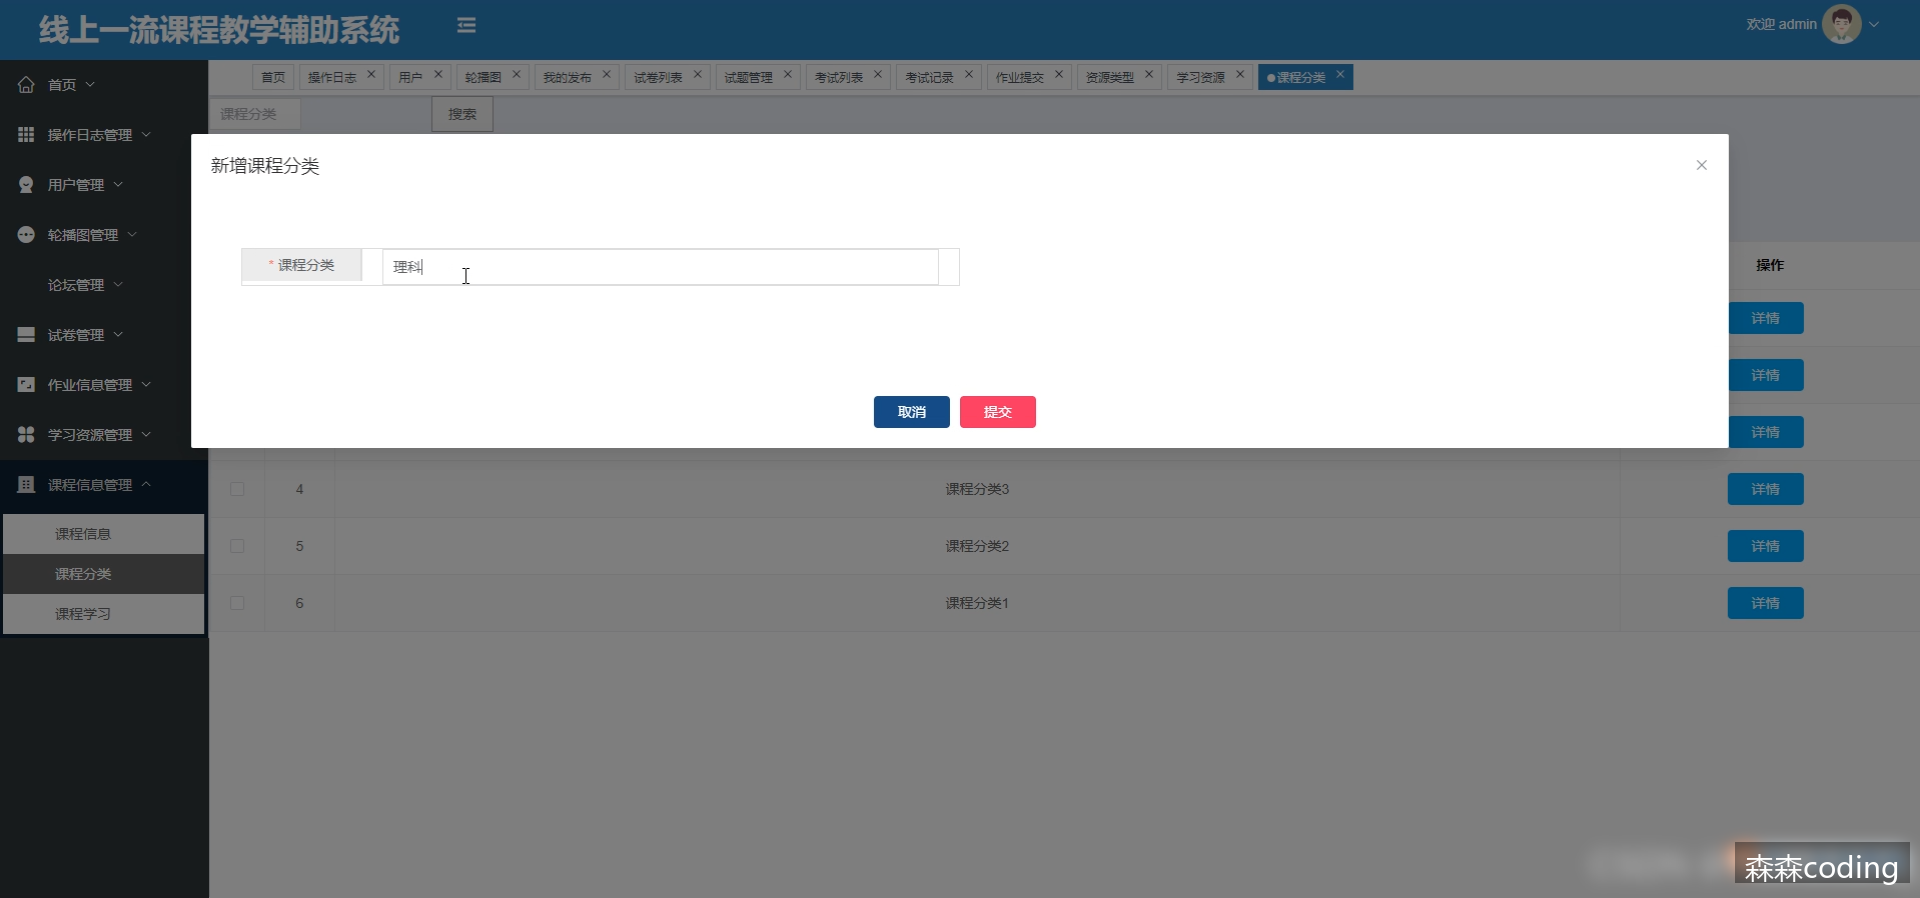 线上一流课程教学辅助系统
欢迎 admin
首页 操作日志 用户 轮播图 我的发布 试卷列表 试题管理 考试列表 考试记录 作业提交 资源类型 学习资源 课程分类
首页
操作日志管理
用户管理
轮播图管理
论坛管理
试卷管理
作业信息管理
学习资源管理
课程信息管理
课程信息
课程分类
课程学习
课程分类 搜索
新增课程分类
* 课程分类 理科
取消 提交
操作
详情
详情
详情
4 课程分类3 详情
5 课程分类2 详情
6 课程分类1 详情
森森coding